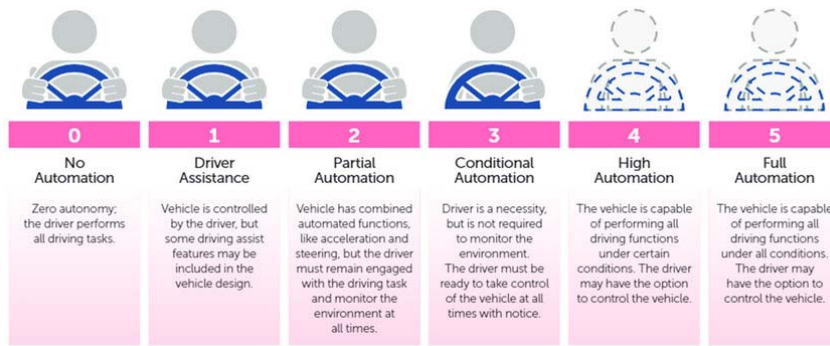 0
No
Automation
Zero autonomy;
the driver performs
all driving tasks.
1
Driver
Assistance
Vehicle is controlled
by the driver, but
some driving assist
features may be
included in the
vehicle design.
2
Partial
Automation
Vehicle has combined
automated functions,
like acceleration and
steering, but the driver
must remain engaged
with the driving task
and monitor the
environment at
all times.
3
Conditional
Automation
Driver is a necessity,
but is not required
to monitor the
environment.
The driver must be
ready to take control
of the vehicle at all
times with notice.
4
High
Automation
The vehicle is capable
of performing all
driving functions
under certain
conditions. The driver
may have the option
to control the vehicle.
5
Full
Automation
The vehicle is capable
of performing all
driving functions
under all conditions.
The driver may
have the option to
control the vehicle.